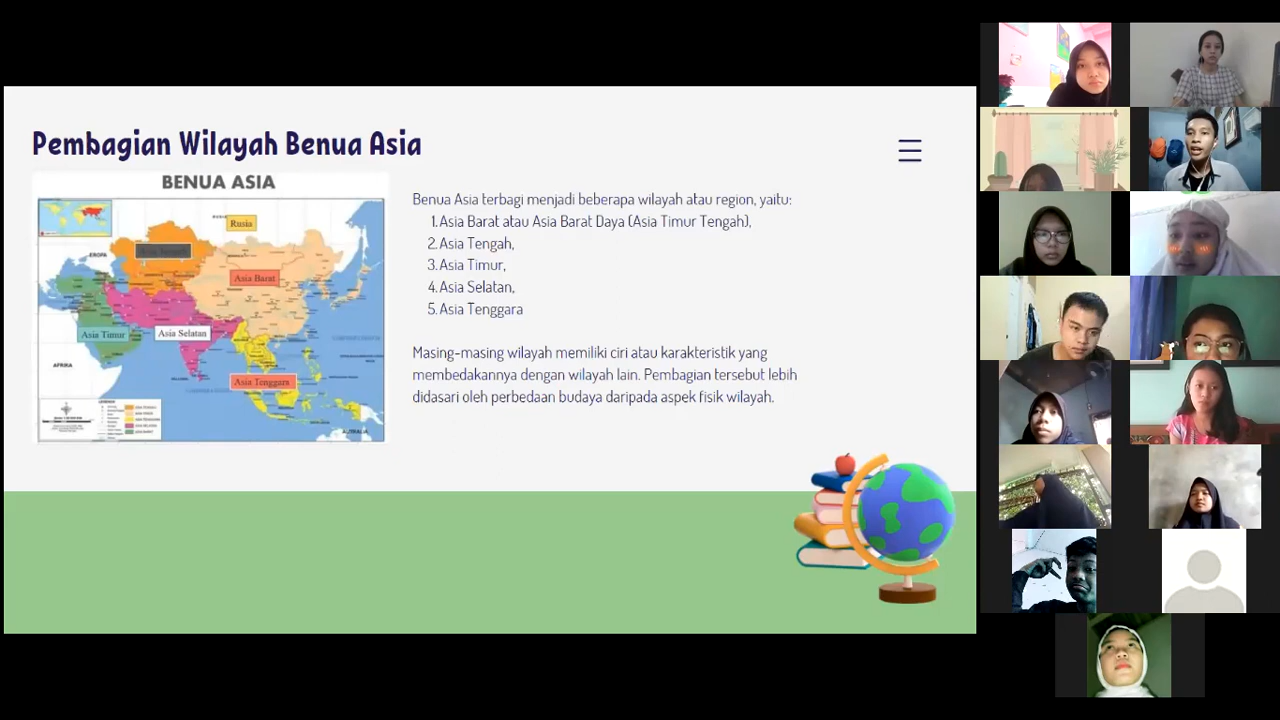 Pembagian Wilayah Benua Asia
BENUA ASIA
Rusia
EROPA
Asia Barat
Asia Timur
Asia Selatan
AFRIKA
Asia Tenggara
AUSTRALIA
Benua Asia terbagi menjadi beberapa wilayah atau region, yaitu:
1. Asia Barat atau Asia Barat Daya (Asia Timur Tengah),
2. Asia Tengah,
3. Asia Timur,
4. Asia Selatan,
5. Asia Tenggara
Masing-masing wilayah memiliki ciri atau karakteristik yang
membedakannya dengan wilayah lain. Pembagian tersebut lebih
didasari oleh perbedaan budaya daripada aspek fisik wilayah.